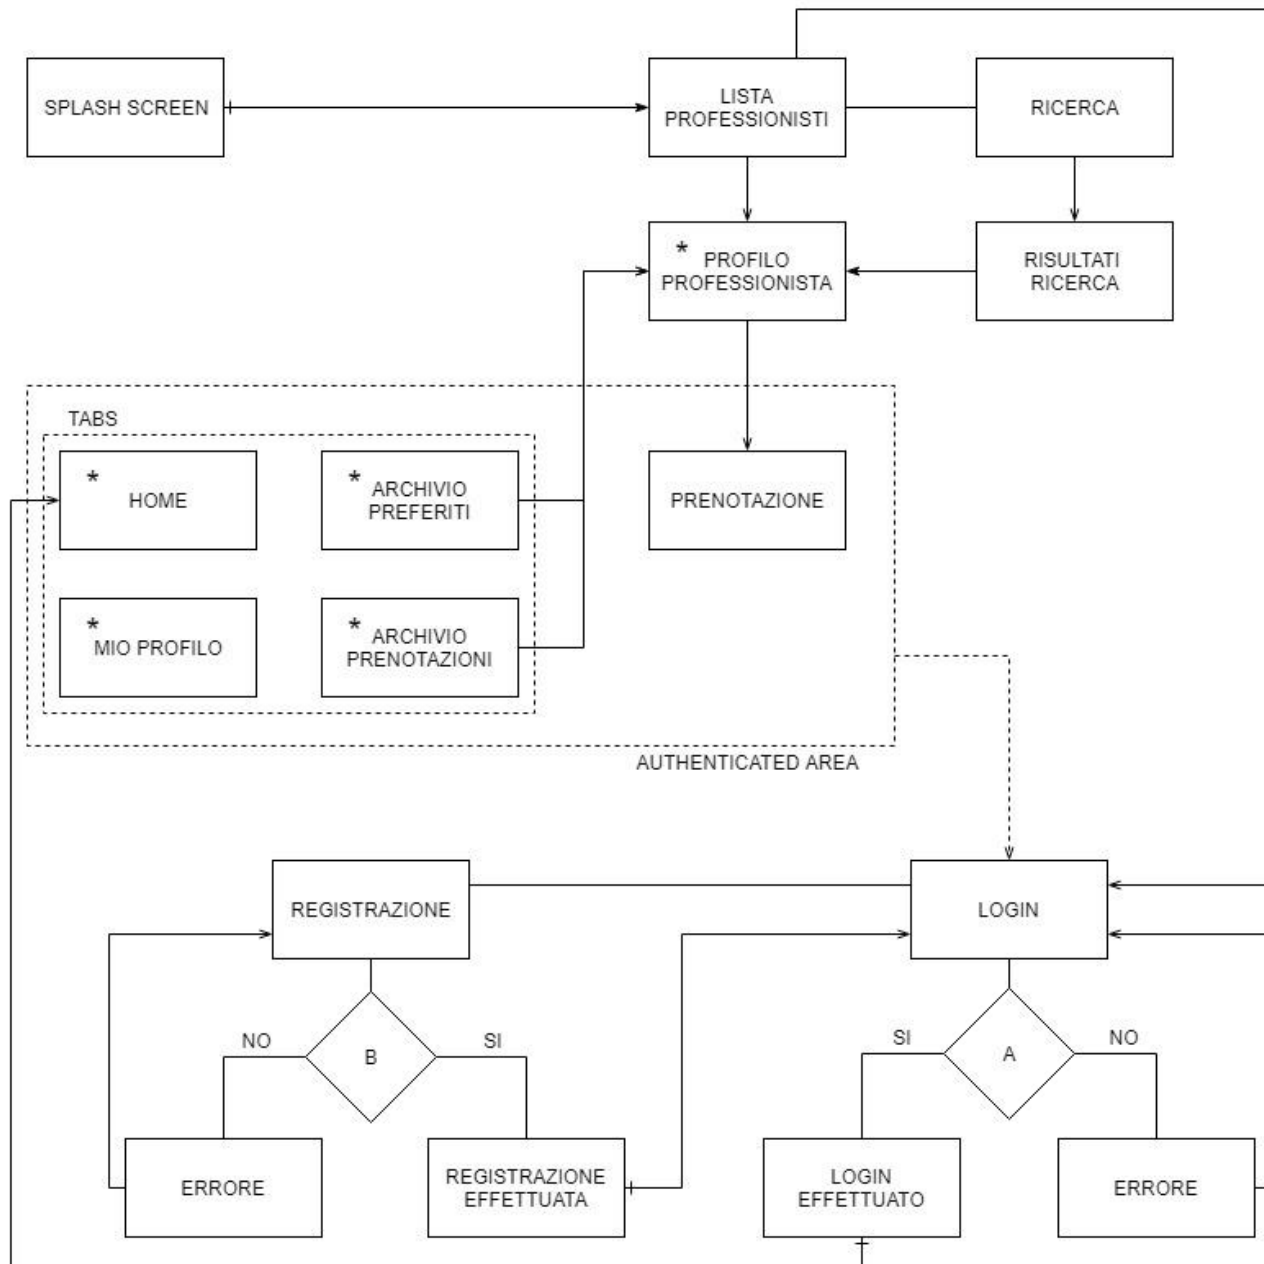 SPLASH SCREEN
LISTA
PROFESSIONISTI
RICERCA
* PROFILO
PROFESSIONISTA
RISULTATI
RICERCA
TABS
*
HOME
* ARCHIVIO
PREFERITI
PRENOTAZIONE
*
MIO PROFILO
* ARCHIVIO
PRENOTAZIONI
AUTHENTICATED AREA
REGISTRAZIONE
LOGIN
NO
B
SI
SI
A
NO
ERRORE
REGISTRAZIONE
EFFETTUATA
LOGIN
EFFETTUATO
ERRORE